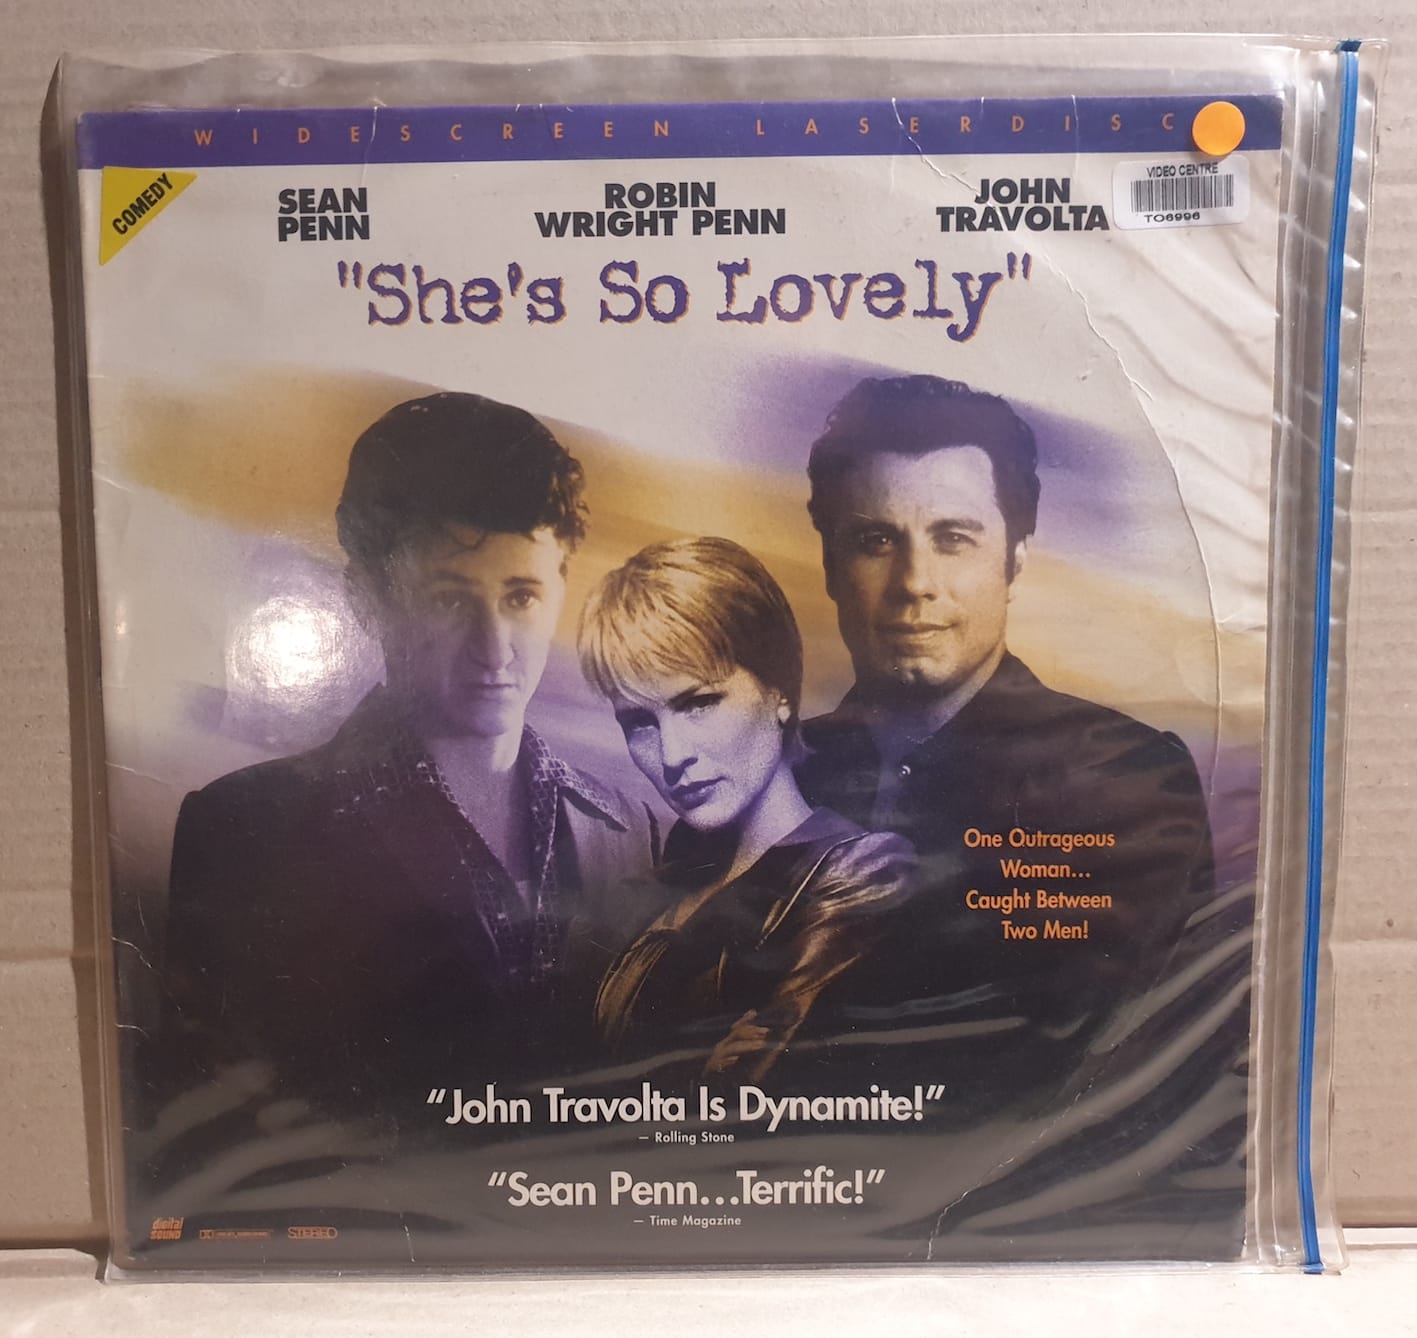 WIDESCREEN LASERDISC
COMEDY
VIDEO CENTRE
TO6996
SEAN
PENN
ROBIN
WRIGHT PENN
JOHN
TRAVOLTA
"She's So Lovely"
One Outrageous
Woman...
Caught Between
Two Men!
“John Travolta Is Dynamite!”
– Rolling Stone
“Sean Penn...Terrific!”
– Time Magazine
digital
SOUND
STEREO